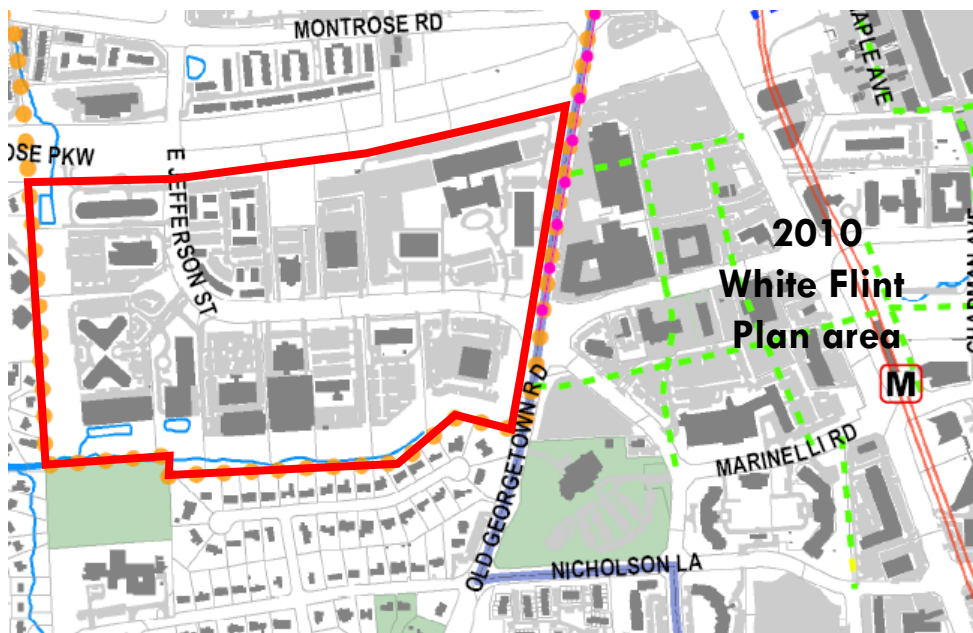 MONTROSE RD
APLE AVE
OSE PKW
E JEFFERSON ST
2010
White Flint
Plan area
M
OLD GEORGETOWN RD
MARINELLI RD
NICHOLSON LA